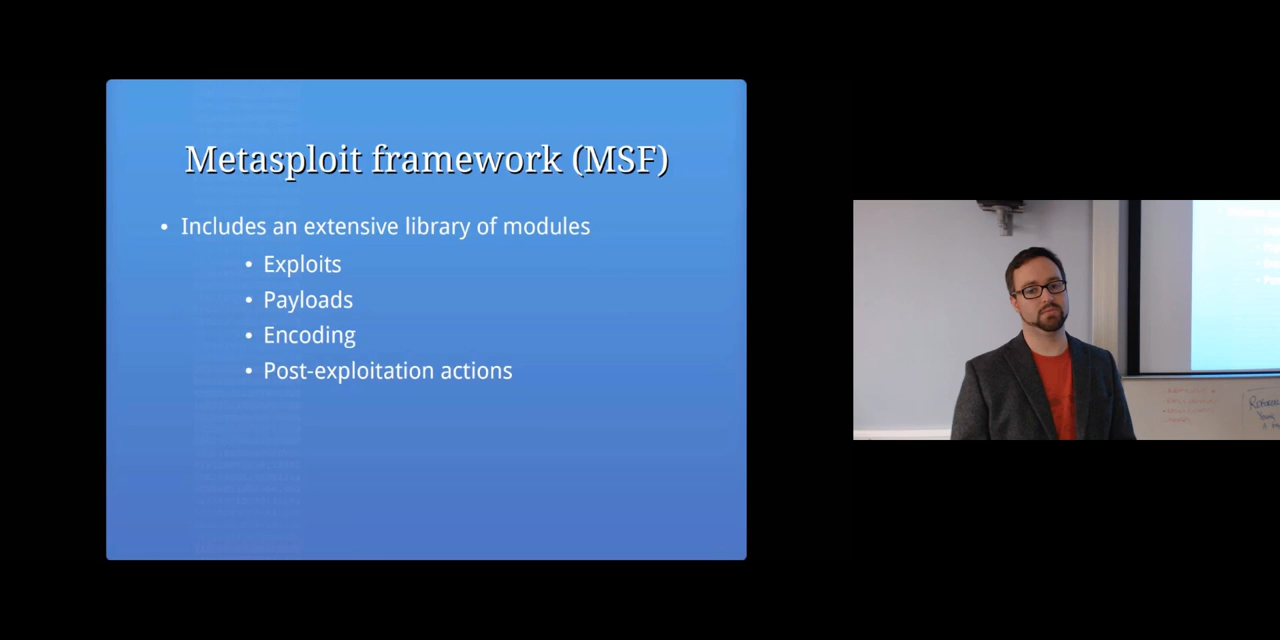 Metasploit framework (MSF)
• Includes an extensive library of modules
• Exploits
• Payloads
• Encoding
• Post-exploitation actions